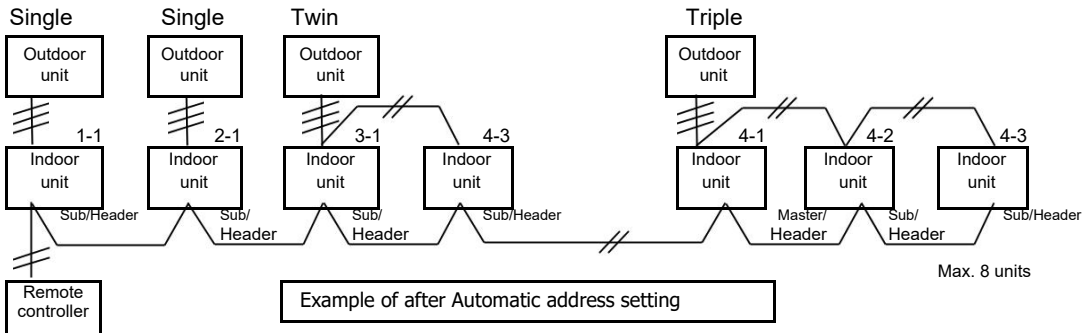 Single Single Twin Triple
Outdoor
unit
Outdoor
unit
Outdoor
unit
Outdoor
unit
1-1 2-1 3-1 4-3 4-1 4-2 4-3
Indoor
unit
Indoor
unit
Indoor
unit
Indoor
unit
Indoor
unit
Indoor
unit
Indoor
unit
Sub/Header
Sub/
Header
Sub/
Header
Sub/Header
Master/
Header
Sub/
Header
Sub/Header
Max. 8 units
Remote
controller
Example of after Automatic address setting